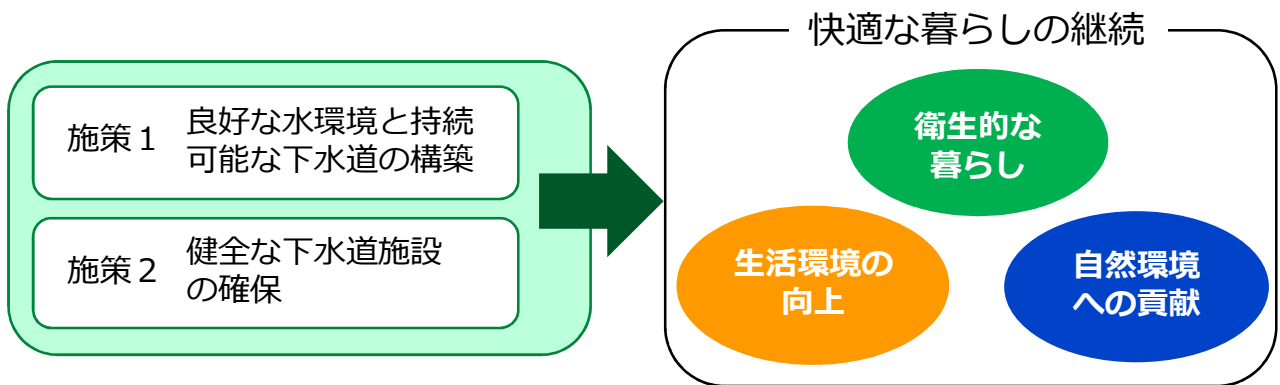 施策１ 良好な水環境と持続
可能な下水道の構築
施策２ 健全な下水道施設
の確保
快適な暮らしの継続
衛生的な
暮らし
生活環境の
向上
自然環境
への貢献